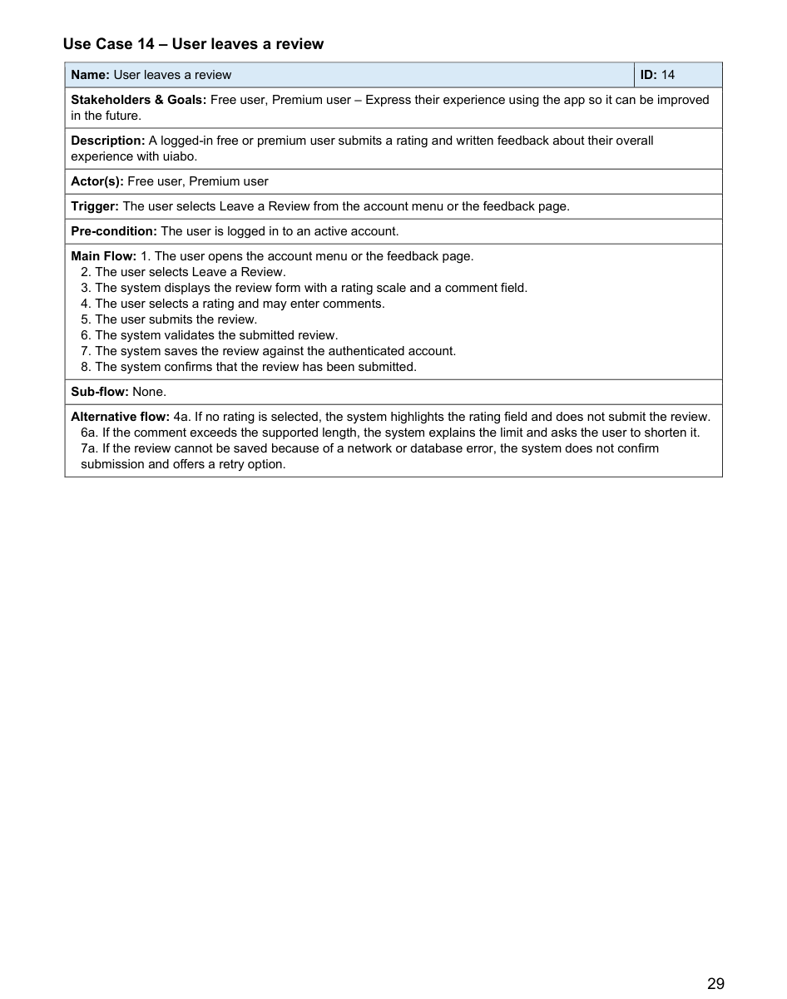 Use Case 14 – User leaves a review
Name: User leaves a review
ID: 14
Stakeholders & Goals: Free user, Premium user – Express their experience using the app so it can be improved
in the future.
Description: A logged-in free or premium user submits a rating and written feedback about their overall
experience with uiabo.
Actor(s): Free user, Premium user
Trigger: The user selects Leave a Review from the account menu or the feedback page.
Pre-condition: The user is logged in to an active account.
Main Flow: 1. The user opens the account menu or the feedback page.
2. The user selects Leave a Review.
3. The system displays the review form with a rating scale and a comment field.
4. The user selects a rating and may enter comments.
5. The user submits the review.
6. The system validates the submitted review.
7. The system saves the review against the authenticated account.
8. The system confirms that the review has been submitted.
Sub-flow: None.
Alternative flow: 4a. If no rating is selected, the system highlights the rating field and does not submit the review.
6a. If the comment exceeds the supported length, the system explains the limit and asks the user to shorten it.
7a. If the review cannot be saved because of a network or database error, the system does not confirm
submission and offers a retry option.
29